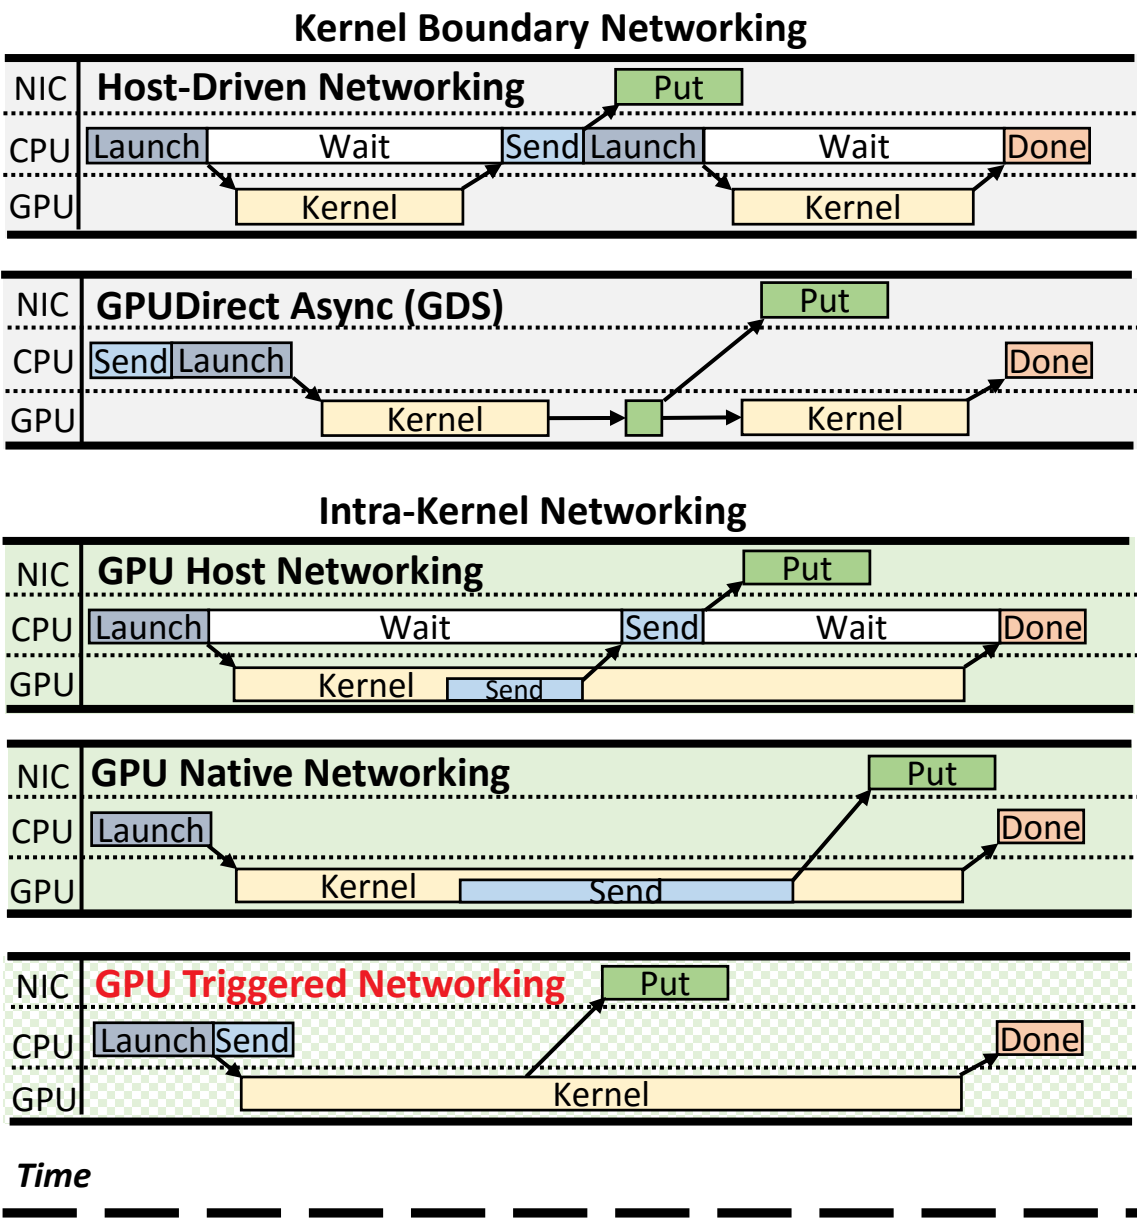 Kernel Boundary Networking
NIC Host-Driven Networking Put
CPU Launch Wait Send Launch Wait Done
GPU Kernel Kernel
NIC GPUDirect Async (GDS) Put
CPU Send Launch Done
GPU Kernel Kernel
Intra-Kernel Networking
NIC GPU Host Networking Put
CPU Launch Wait Send Wait Done
GPU Kernel Send
NIC GPU Native Networking Put
CPU Launch Done
GPU Kernel Send
NIC GPU Triggered Networking Put
CPU Launch Send Done
GPU Kernel
Time